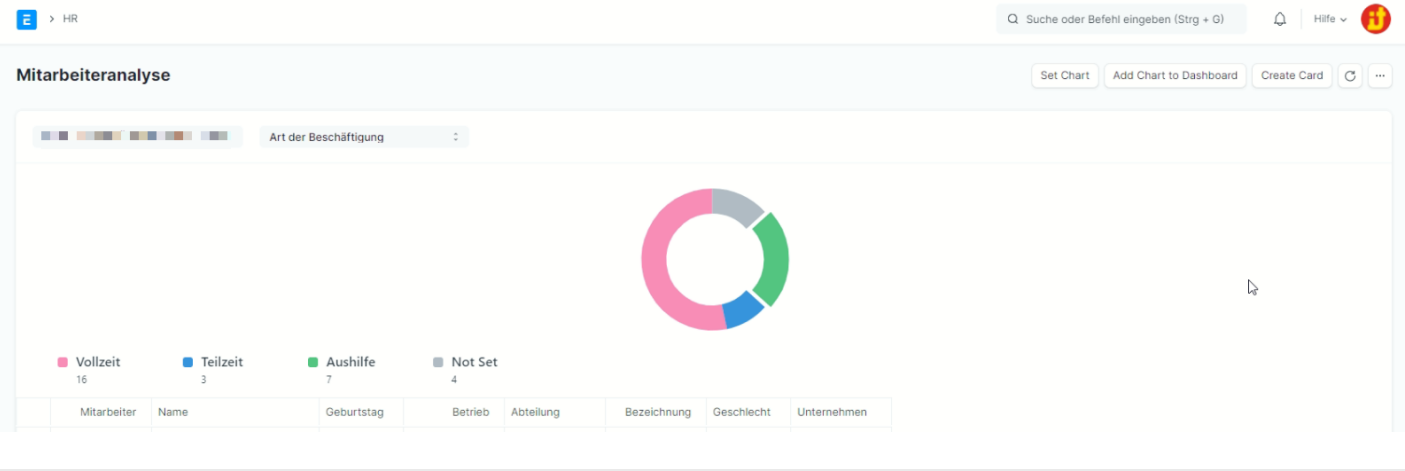 E > HR Suche oder Befehl eingeben (Strg + G) Hilfe it
Mitarbeiteranalyse Set Chart Add Chart to Dashboard Create Card ...
Art der Beschäftigung
Vollzeit Teilzeit Aushilfe Not Set
16 3 7 4
Mitarbeiter Name Geburtstag Betrieb Abteilung Bezeichnung Geschlecht Unternehmen